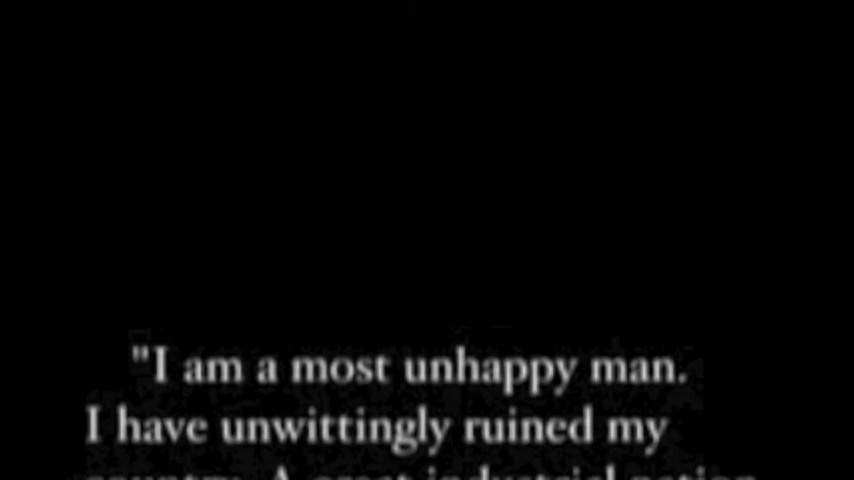 "I am a most unhappy man.
I have unwittingly ruined my
country. A great industrial nation